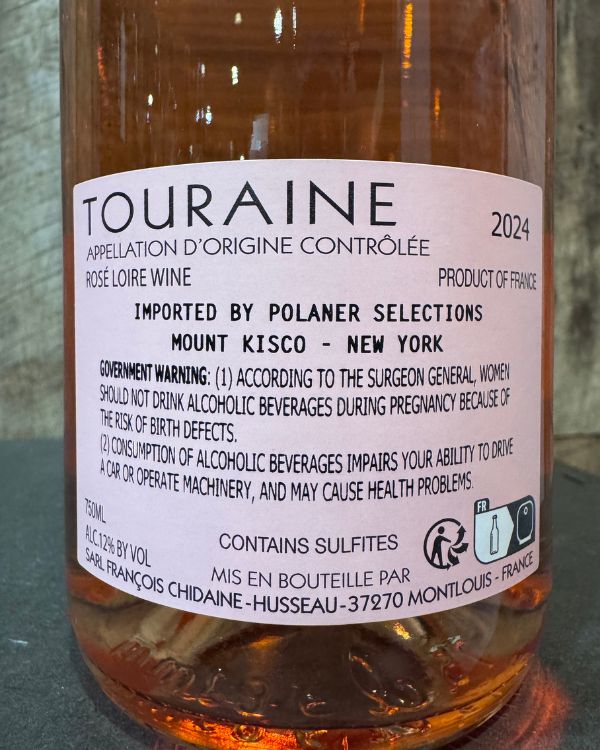 TOURAINE
2024
APPELLATION D'ORIGINE CONTRÔLÉE
ROSÉ LOIRE WINE
PRODUCT OF FRANCE
IMPORTED BY POLANER SELECTIONS
MOUNT KISCO - NEW YORK
GOVERNMENT WARNING: (1) ACCORDING TO THE SURGEON GENERAL, WOMEN
SHOULD NOT DRINK ALCOHOLIC BEVERAGES DURING PREGNANCY BECAUSE OF
THE RISK OF BIRTH DEFECTS.
(2) CONSUMPTION OF ALCOHOLIC BEVERAGES IMPAIRS YOUR ABILITY TO DRIVE
A CAR OR OPERATE MACHINERY, AND MAY CAUSE HEALTH PROBLEMS.
750ML
ALC.12% BY VOL
CONTAINS SULFITES
FR
MIS EN BOUTEILLE PAR
SARL FRANÇOIS CHIDAINE - HUSSEAU - 37270 MONTLOUIS - FRANCE